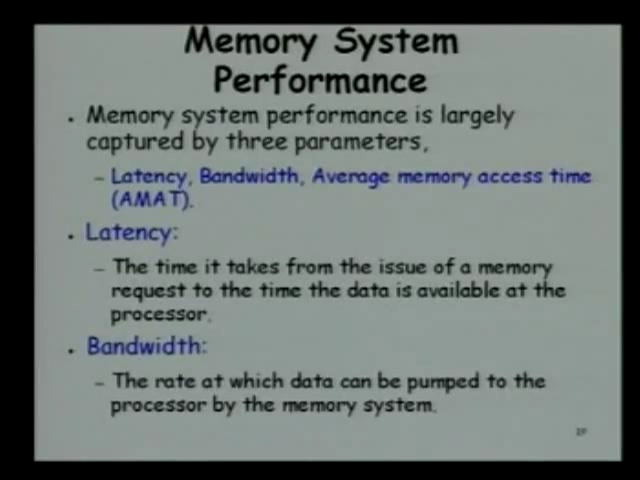 Memory System
Performance
• Memory system performance is largely
captured by three parameters,
– Latency, Bandwidth, Average memory access time
(AMAT).
• Latency:
– The time it takes from the issue of a memory
request to the time the data is available at the
processor.
• Bandwidth:
– The rate at which data can be pumped to the
processor by the memory system.